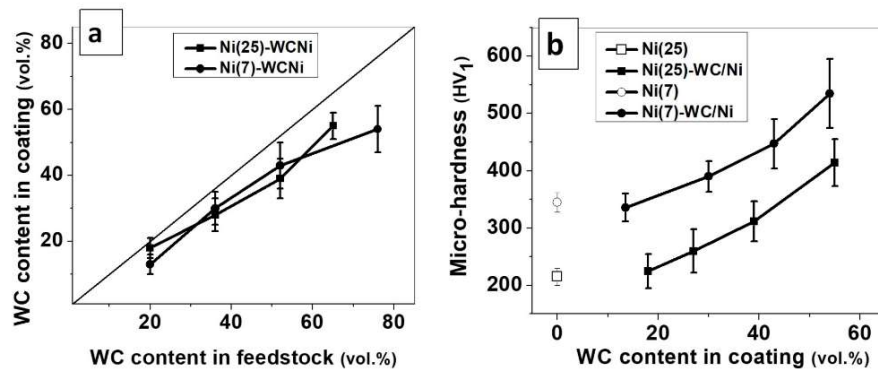 a
Ni(25)-WCNi
Ni(7)-WCNi
WC content in coating (vol.%)
80
60
40
20
20
40
60
80
WC content in feedstock (vol.%)
b
Ni(25)
Ni(25)-WC/Ni
Ni(7)
Ni(7)-WC/Ni
Micro-hardness (HV1)
600
500
400
300
200
0
20
40
60
WC content in coating (vol.%)